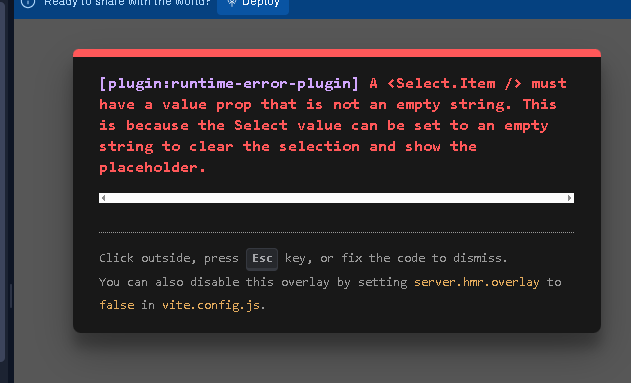 Ready to share with the world? Deploy
[plugin:runtime-error-plugin] A <Select.Item /> must
have a value prop that is not an empty string. This
is because the Select value can be set to an empty
string to clear the selection and show the
placeholder.
Click outside, press Esc key, or fix the code to dismiss.
You can also disable this overlay by setting server.hmr.overlay to
false in vite.config.js.